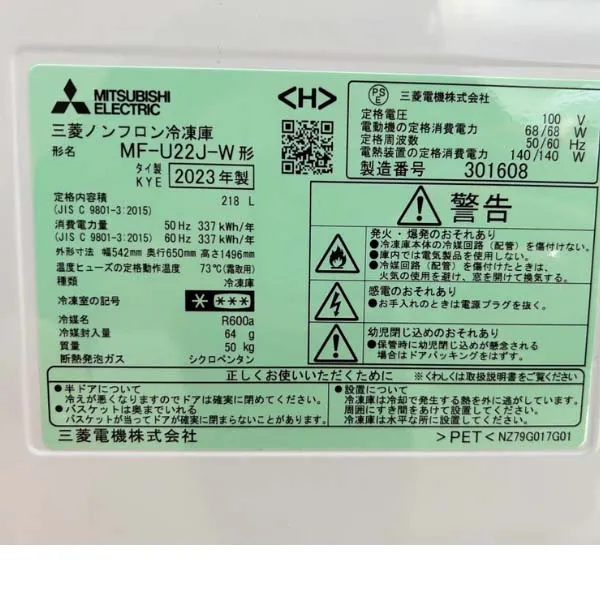 MITSUBISHI
ELECTRIC
三菱ノンフロン冷凍庫
形名 MF-U22J-W 形
タイ製
KYE 2023年製
定格内容積 218 L
(JIS C 9801-3:2015)
消費電力量 50 Hz 337 kWh/年
(JIS C 9801-3:2015) 60 Hz 337 kWh/年
外形寸法 幅542mm 奥行650mm 高さ1496mm
温度ヒューズの定格動作温度 73℃(霜取用)
種類 冷凍庫
冷凍室の記号 * ***
冷媒名 R600a
冷媒封入量 64 g
質量 50 kg
断熱発泡ガス シクロペンタン
<H>
PS
E
三菱電機株式会社
定格電圧 100 V
電動機の定格消費電力 68/68 W
定格周波数 50/60 Hz
電熱装置の定格消費電力 140/140 W
製造番号 301608
警告
発火・爆発のおそれあり
●冷凍庫本体の冷媒回路(配管)を傷付けない。
●庫内では電気製品を使用しない。
●冷媒回路(配管)を傷付けたときは、
火気の使用を避け、窓を開けて換気する。
感電のおそれあり
●お手入れのときは電源プラグを抜く。
幼児閉じ込めのおそれあり
●保管時に幼児閉じ込めが懸念される
場合はドアパッキングをはずす。
正しくお使いいただくために ※くわしくは取扱説明書をご覧ください
●半ドアについて
冷えが悪くなりますのでドアは確実に閉めてください。
●バスケットは奥までいれる
バスケットが当ってドアが確実に閉まらないことがあります。
●設置について
冷凍庫は冷却で発生する熱を外に逃がしています。
周囲にすき間をあけて設置してください。
冷凍庫は水平な所に設置してください。
三菱電機株式会社
>PET< NZ79G017G01